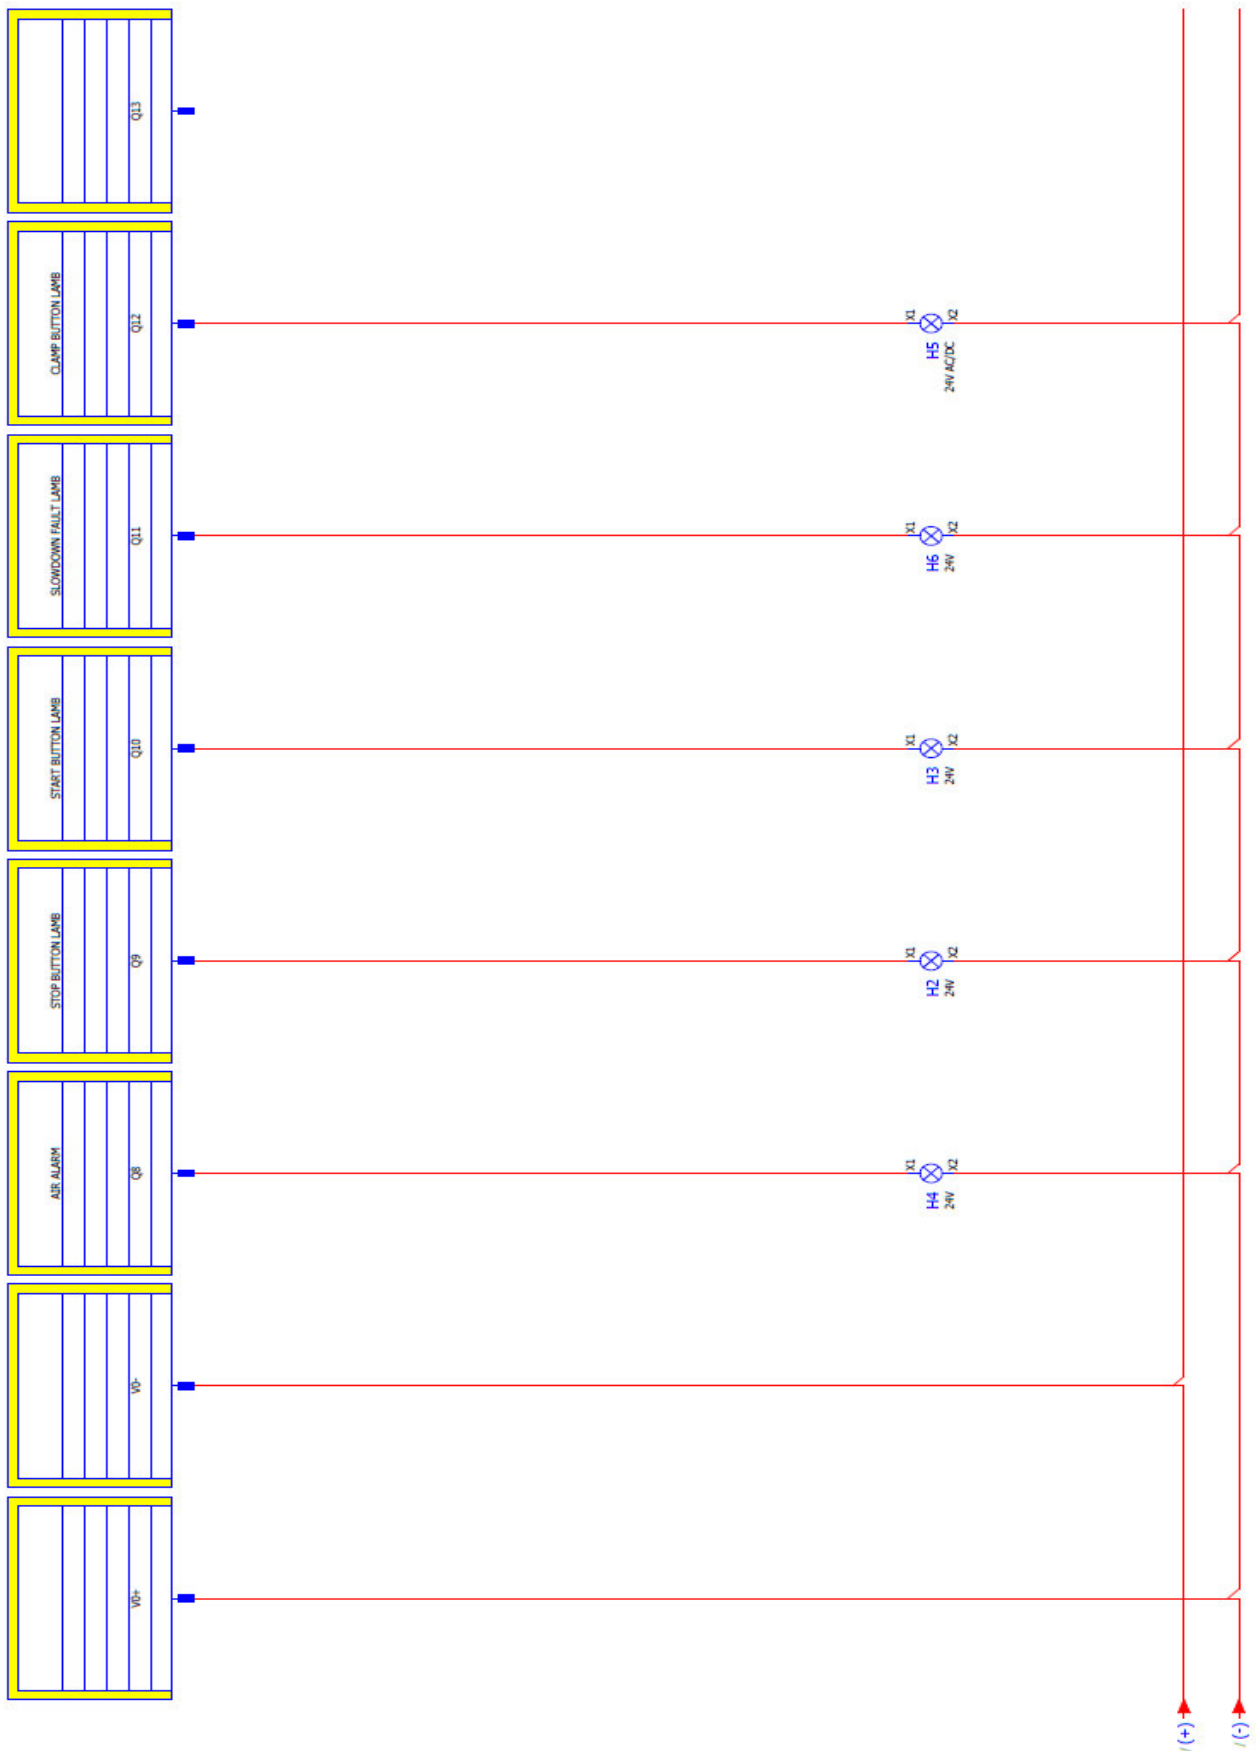 AIR ALARM
STOP BUTTON LAMB
START BUTTON LAMB
SLOWDOWN FAULT LAMB
CLAMP BUTTON LAMB
V0+
V0-
Q8
Q9
Q10
Q11
Q12
Q13
X1
H4
24V
X2
X1
H2
24V
X2
X1
H3
24V
X2
X1
H6
24V
X2
X1
H5
24V AC/DC
X2
/ (+)
/ (-)